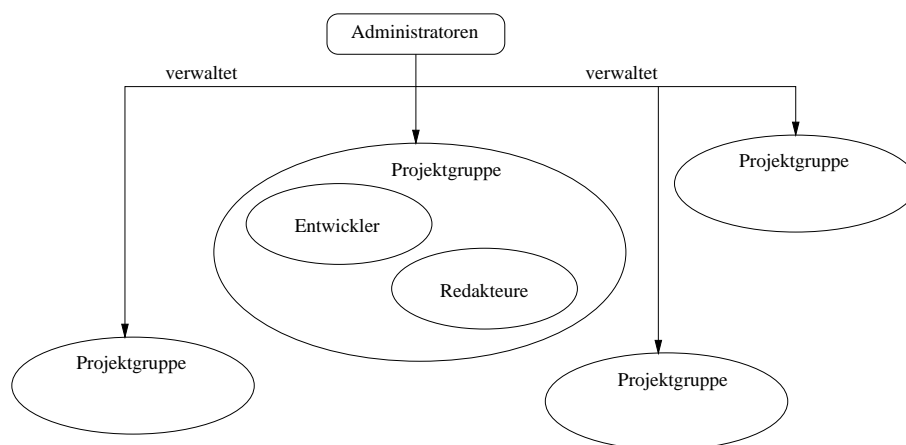 Administratoren
verwaltet
verwaltet
Projektgruppe
Projektgruppe
Entwickler
Redakteure
Projektgruppe
Projektgruppe